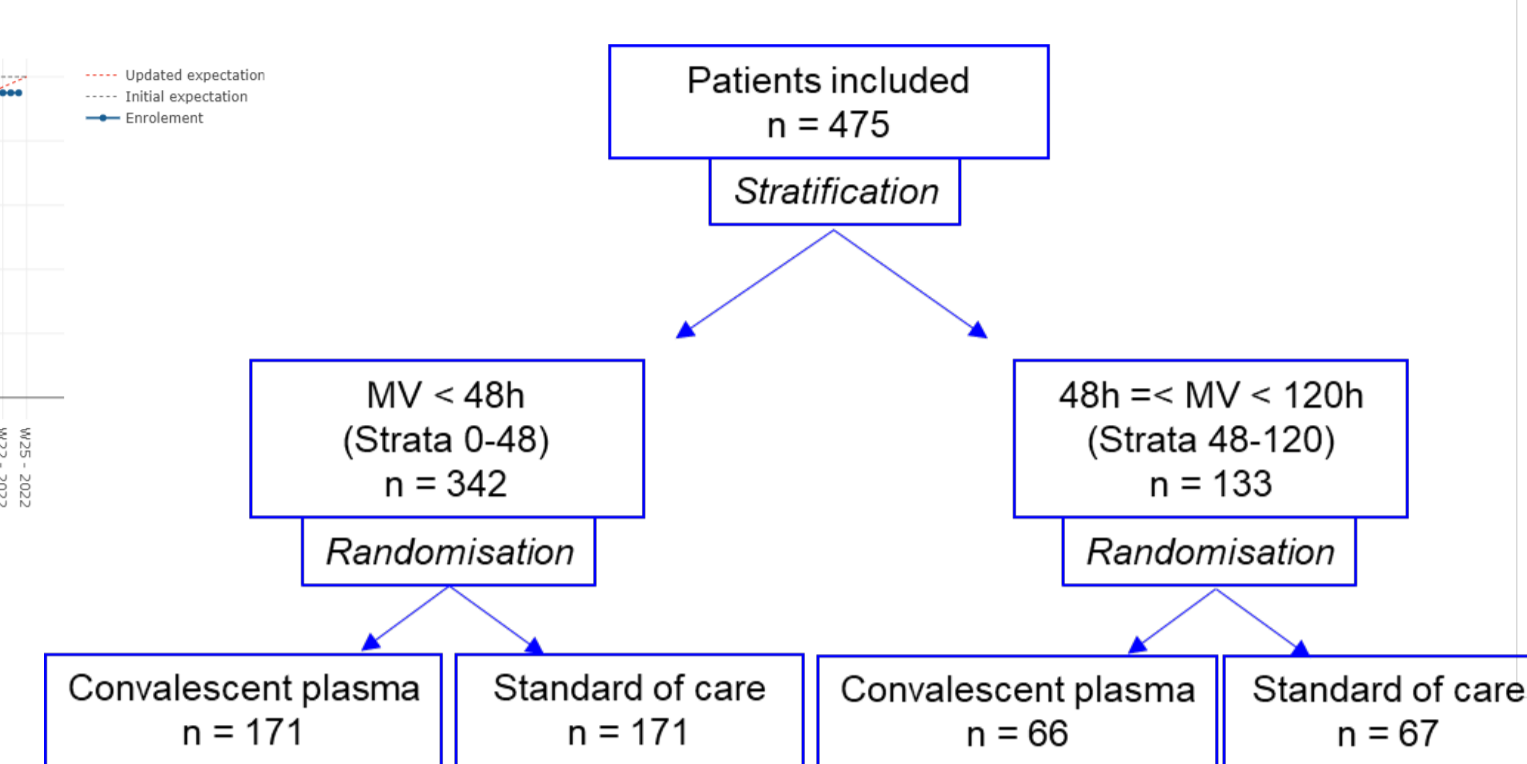 Updated expectation
Initial expectation
Enrolement
W22 - 2022
W25 - 2022
Patients included
n = 475
Stratification
MV < 48h
(Strata 0-48)
n = 342
Randomisation
48h =< MV < 120h
(Strata 48-120)
n = 133
Randomisation
Convalescent plasma
n = 171
Standard of care
n = 171
Convalescent plasma
n = 66
Standard of care
n = 67